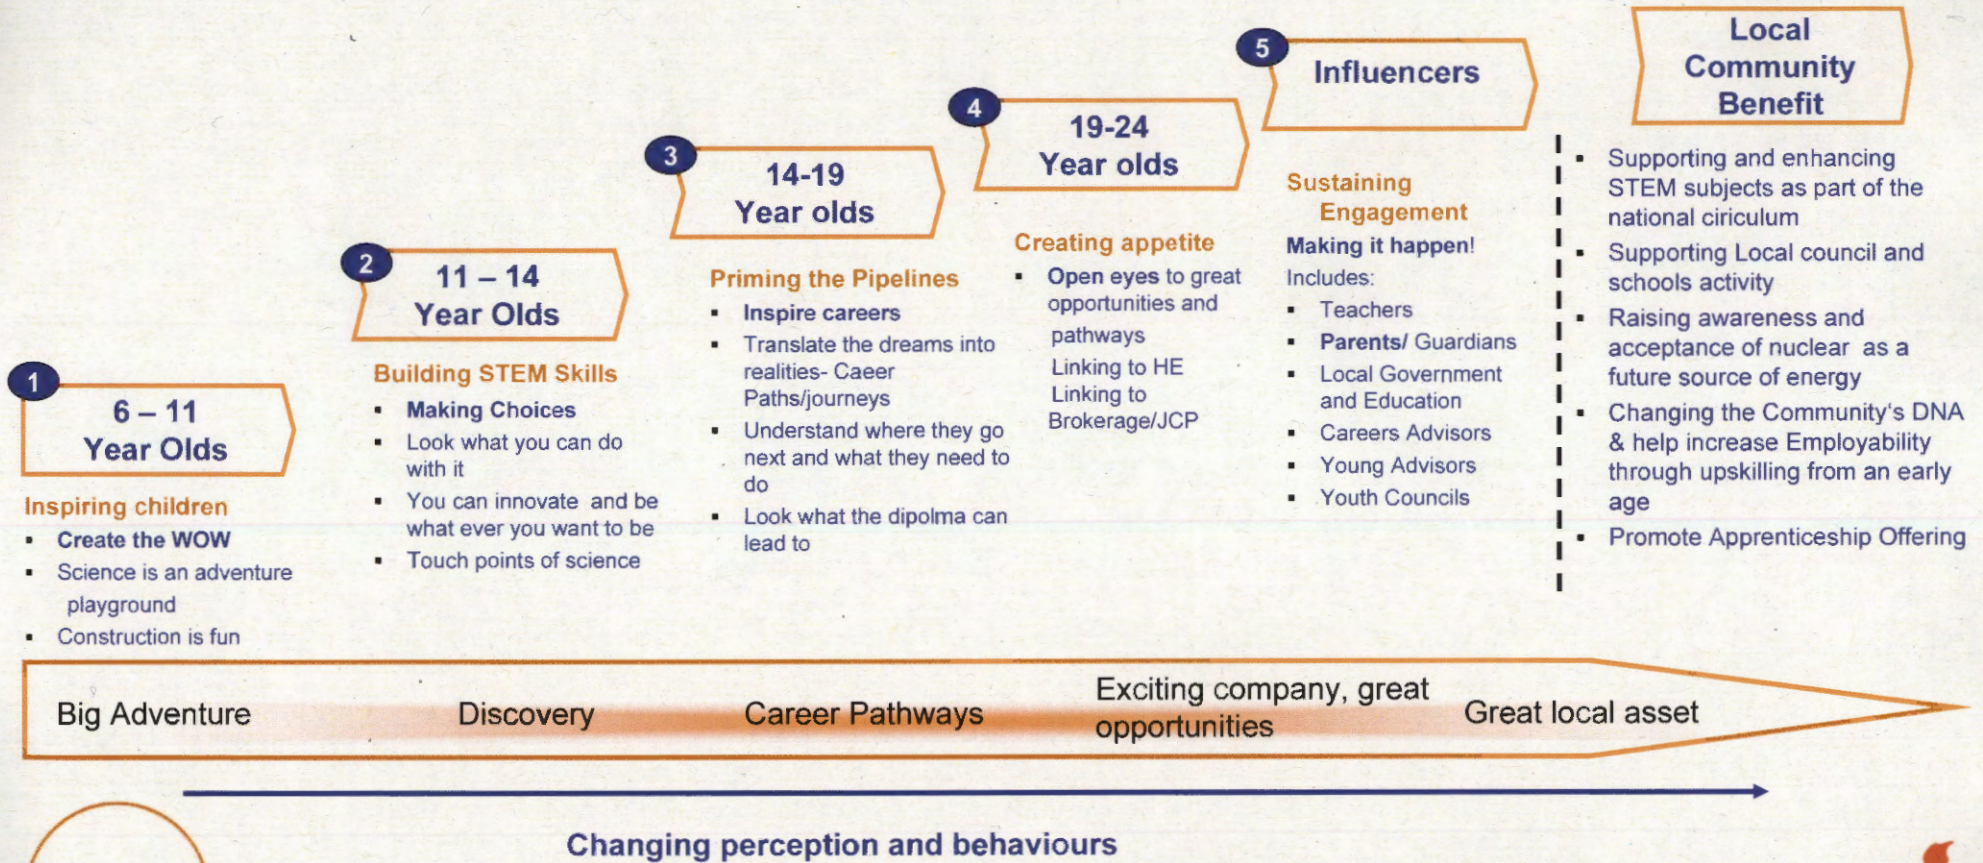 1
6 – 11
Year Olds
Inspiring children
▪ Create the WOW
▪ Science is an adventure
playground
▪ Construction is fun
2
11 – 14
Year Olds
Building STEM Skills
▪ Making Choices
▪ Look what you can do
with it
▪ You can innovate and be
what ever you want to be
▪ Touch points of science
3
14-19
Year olds
Priming the Pipelines
▪ Inspire careers
▪ Translate the dreams into
realities- Caeer
Paths/journeys
▪ Understand where they go
next and what they need to
do
▪ Look what the dipolma can
lead to
4
19-24
Year olds
Creating appetite
▪ Open eyes to great
opportunities and
pathways
Linking to HE
Linking to
Brokerage/JCP
5
Influencers
Sustaining
Engagement
Making it happen!
Includes:
▪ Teachers
▪ Parents/ Guardians
▪ Local Government
and Education
▪ Careers Advisors
▪ Young Advisors
▪ Youth Councils
Local
Community
Benefit
▪ Supporting and enhancing
STEM subjects as part of the
national ciriculum
▪ Supporting Local council and
schools activity
▪ Raising awareness and
acceptance of nuclear as a
future source of energy
▪ Changing the Community's DNA
& help increase Employability
through upskilling from an early
age
▪ Promote Apprenticeship Offering
Big Adventure
Discovery
Career Pathways
Exciting company, great
opportunities
Great local asset
Changing perception and behaviours